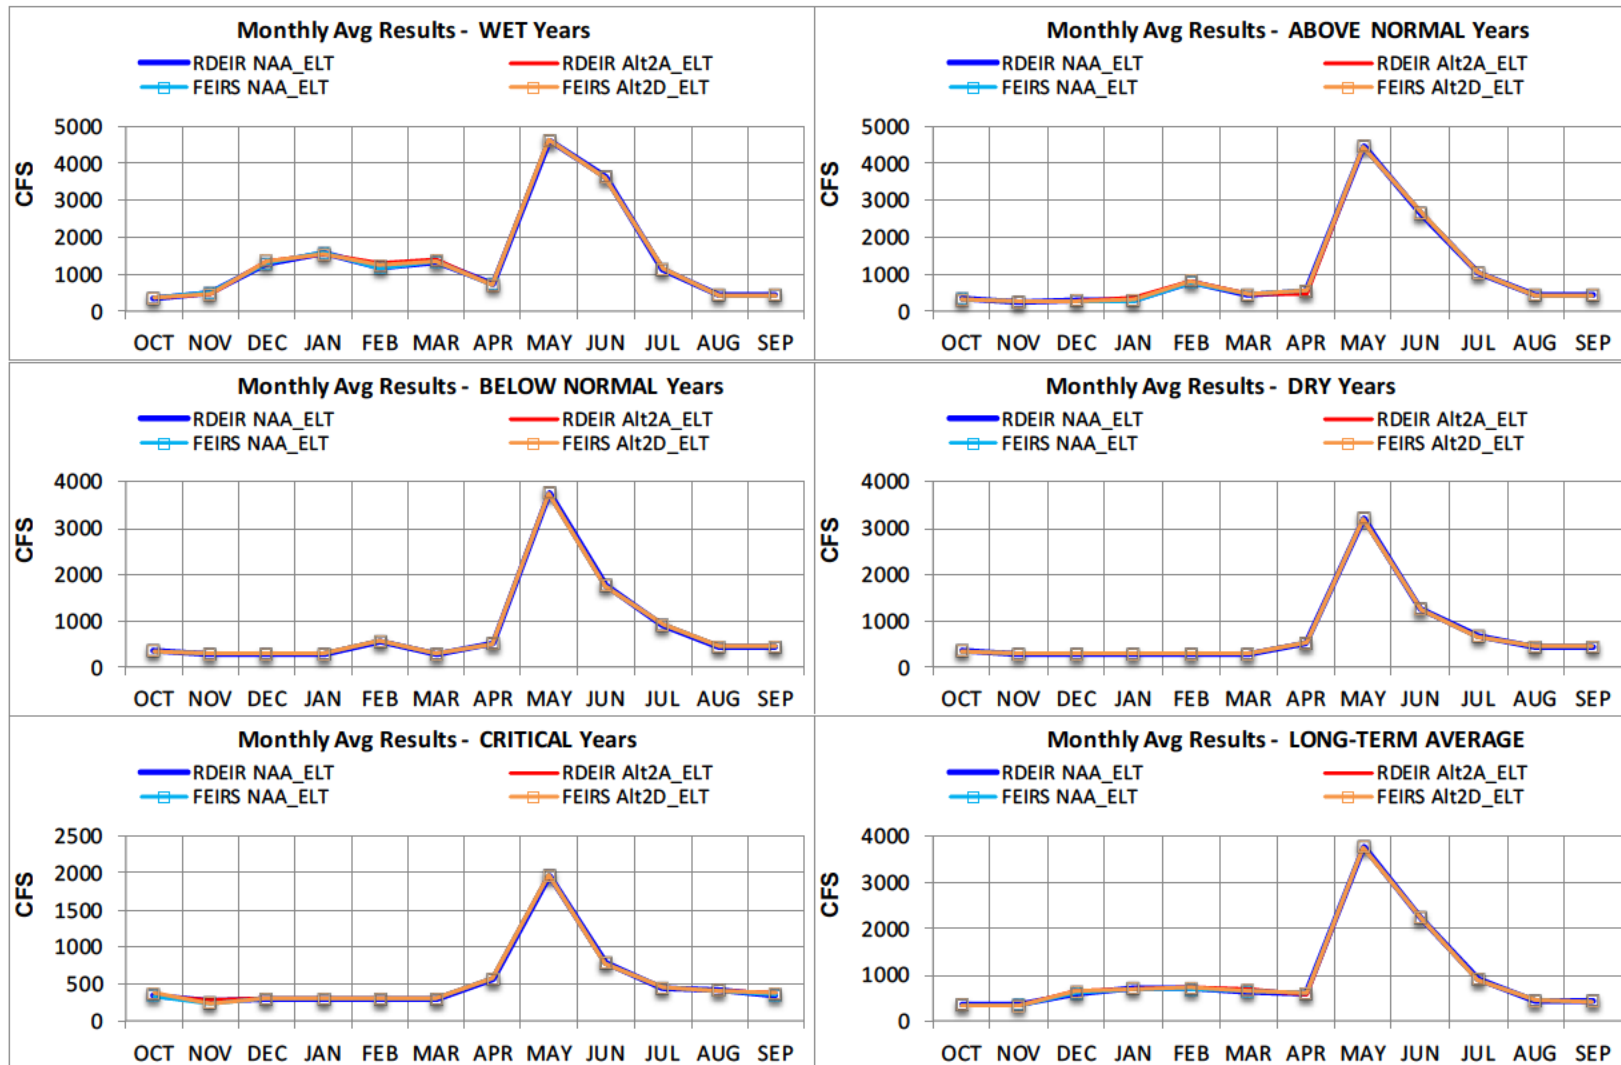 Monthly Avg Results - WET Years
RDEIR NAA_ELT RDEIR Alt2A_ELT
FEIRS NAA_ELT FEIRS Alt2D_ELT
CFS
5000
4000
3000
2000
1000
0
OCT NOV DEC JAN FEB MAR APR MAY JUN JUL AUG SEP
Monthly Avg Results - ABOVE NORMAL Years
RDEIR NAA_ELT RDEIR Alt2A_ELT
FEIRS NAA_ELT FEIRS Alt2D_ELT
CFS
5000
4000
3000
2000
1000
0
OCT NOV DEC JAN FEB MAR APR MAY JUN JUL AUG SEP
Monthly Avg Results - BELOW NORMAL Years
RDEIR NAA_ELT RDEIR Alt2A_ELT
FEIRS NAA_ELT FEIRS Alt2D_ELT
CFS
4000
3000
2000
1000
0
OCT NOV DEC JAN FEB MAR APR MAY JUN JUL AUG SEP
Monthly Avg Results - DRY Years
RDEIR NAA_ELT RDEIR Alt2A_ELT
FEIRS NAA_ELT FEIRS Alt2D_ELT
CFS
4000
3000
2000
1000
0
OCT NOV DEC JAN FEB MAR APR MAY JUN JUL AUG SEP
Monthly Avg Results - CRITICAL Years
RDEIR NAA_ELT RDEIR Alt2A_ELT
FEIRS NAA_ELT FEIRS Alt2D_ELT
CFS
2500
2000
1500
1000
500
0
OCT NOV DEC JAN FEB MAR APR MAY JUN JUL AUG SEP
Monthly Avg Results - LONG-TERM AVERAGE
RDEIR NAA_ELT RDEIR Alt2A_ELT
FEIRS NAA_ELT FEIRS Alt2D_ELT
CFS
4000
3000
2000
1000
0
OCT NOV DEC JAN FEB MAR APR MAY JUN JUL AUG SEP